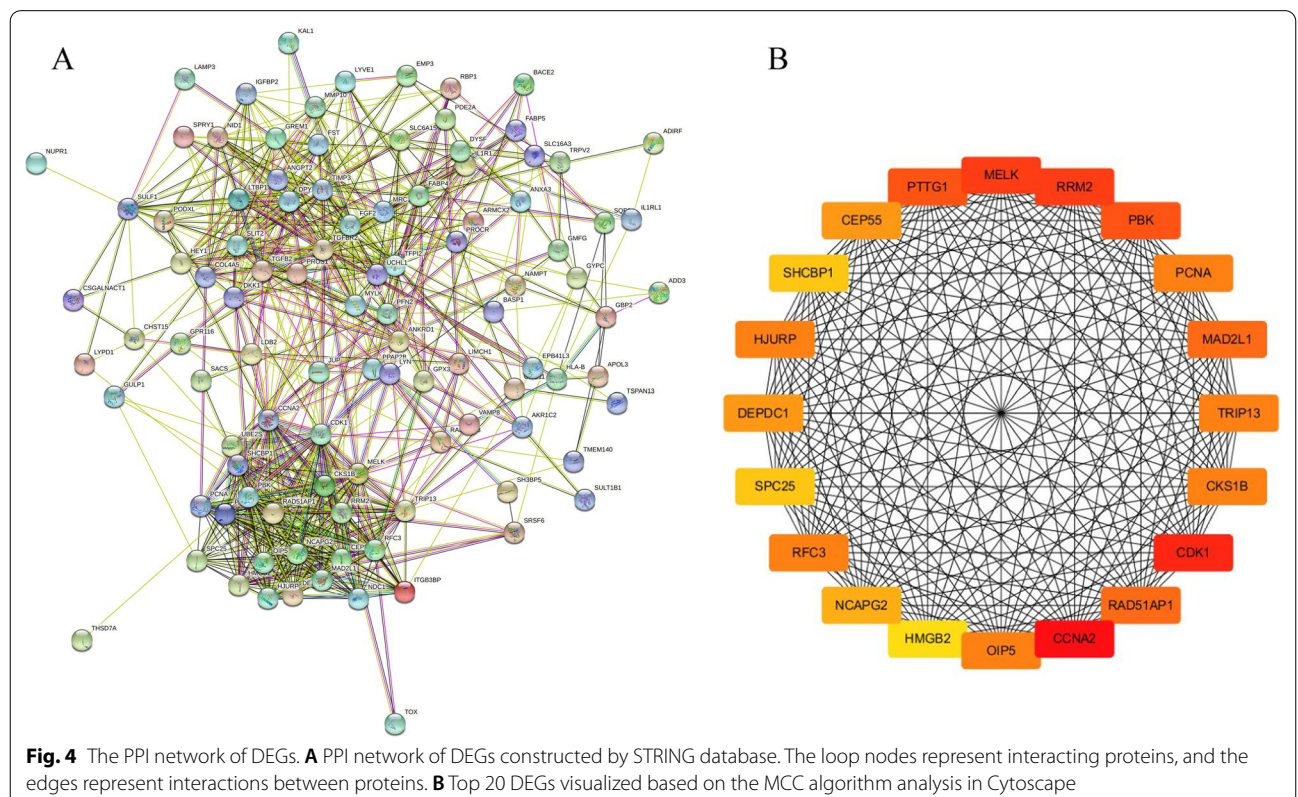 A
B
KAL1
LAMP3
IGFBP2
LYVE1
EMP3
RBP1
BACE2
MMP10
PDE2A
SPRY1
NID1
GREM1
FST
SLC6A15
DYSF
FABP5
IL1R1
SLC16A3
TRPV2
ADIRF
NUPR1
ANGPT2
TIMP3
FABP4
ANXA3
SULF1
LTBP1
DPY
MRC
FGF2
ARMCX2
IL1RL1
PODXL
SLIT2
TGFBR2
PROCR
GMFG
HEY1
TFPI2
COL4A5
TGFB2
PROS1
UCHL1
GYPC
NAMPT
CSGALNACT1
DKK1
MYLK
PFN2
BASP1
GBP2
ADD3
CHST15
GPR116
LDB2
ANKRD1
LYPD1
JUP
PPAP2B
LYN
LIMCH1
EPB41L3
HLA-B
APOL3
GULP1
SACS
GPX3
TSPAN13
CCNA2
CDK1
VAMP8
AKR1C2
UBE2S
SHCBP1
MELK
TMEM140
CKS1B
PCNA
PBK
RAD51AP1
RRM2
TRIP13
SH3BP5
SULT1B1
SRSF6
SPC25
OIP5
NCAPG2
CEP
RFC3
MAD2L1
HJURP
NDC1
ITGB3BP
THSD7A
TOX
MELK
PTTG1
RRM2
CEP55
PBK
SHCBP1
PCNA
HJURP
MAD2L1
DEPDC1
TRIP13
SPC25
CKS1B
RFC3
CDK1
NCAPG2
RAD51AP1
HMGB2
OIP5
CCNA2
Fig. 4 The PPI network of DEGs. A PPI network of DEGs constructed by STRING database. The loop nodes represent interacting proteins, and the
edges represent interactions between proteins. B Top 20 DEGs visualized based on the MCC algorithm analysis in Cytoscape